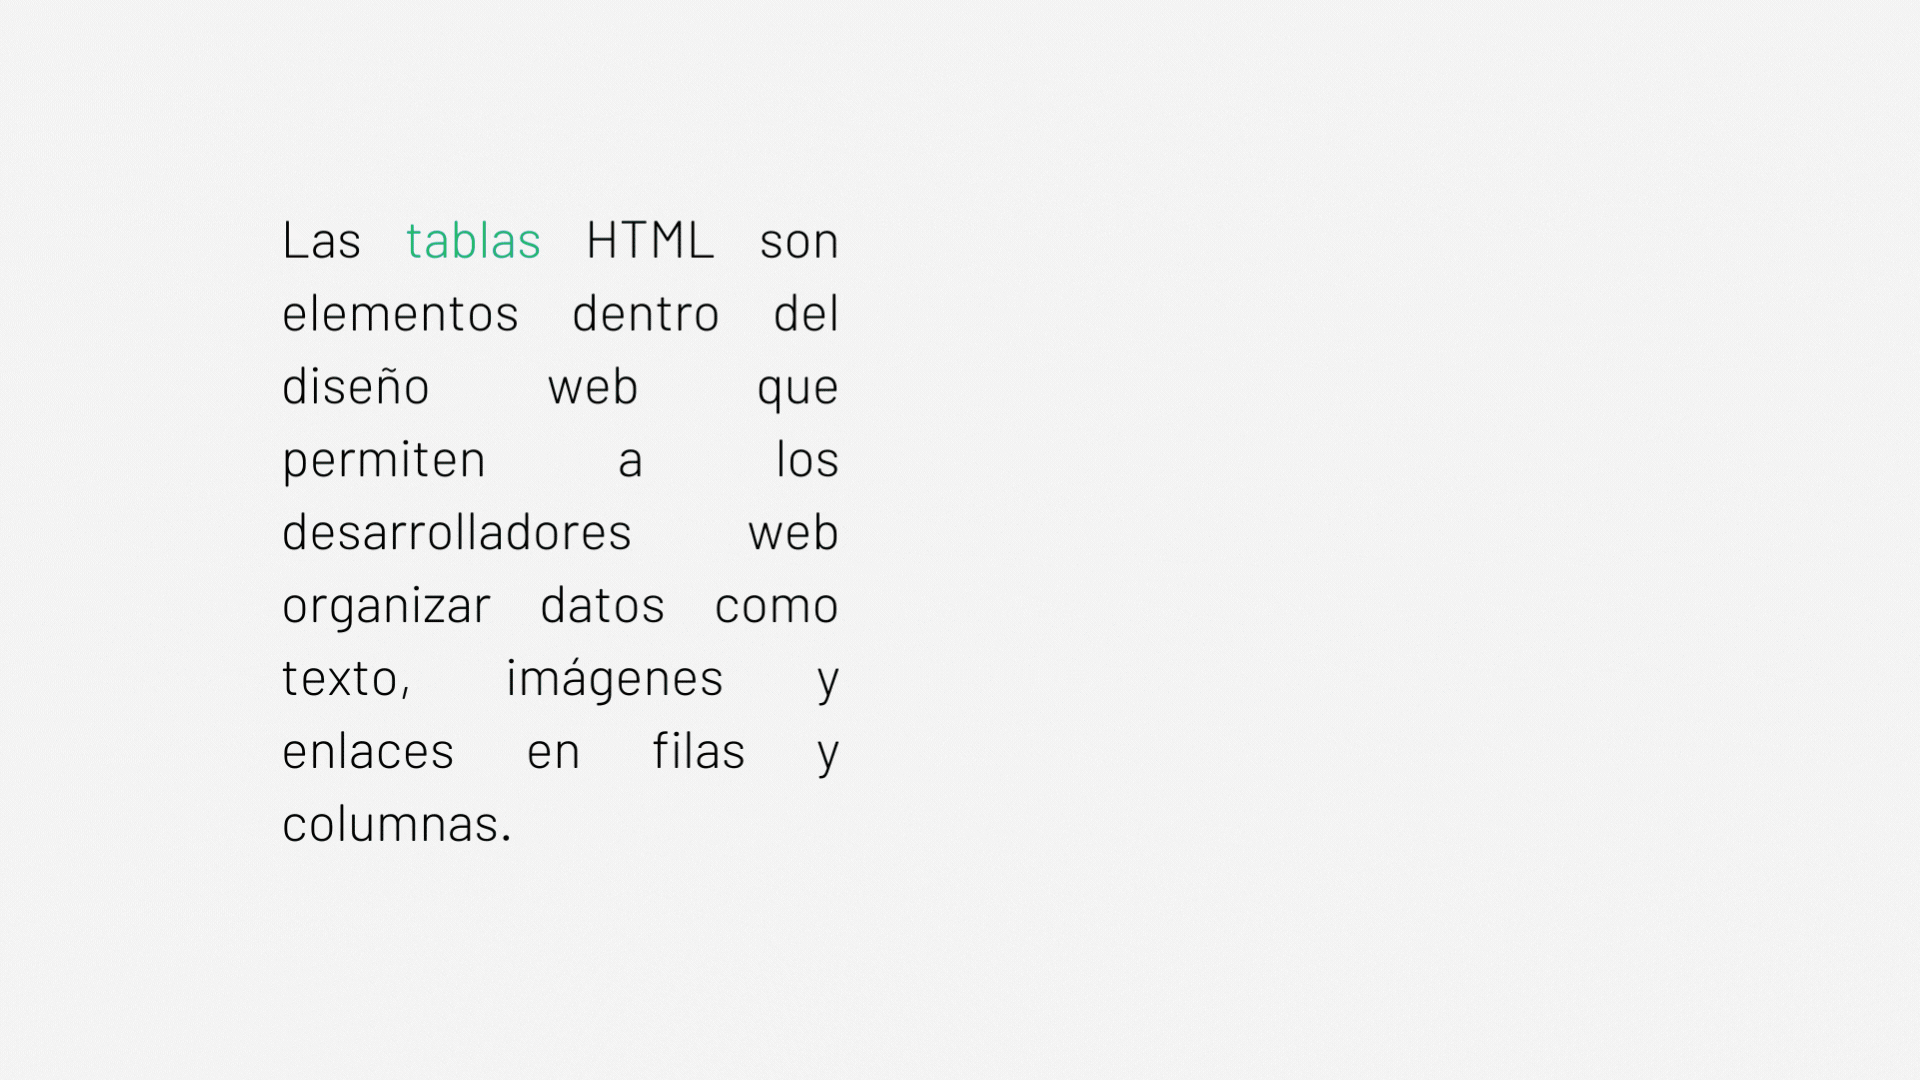 Las tablas HTML son
elementos dentro del
diseño web que
permiten a los
desarrolladores web
organizar datos como
texto, imágenes y
enlaces en filas y
columnas.